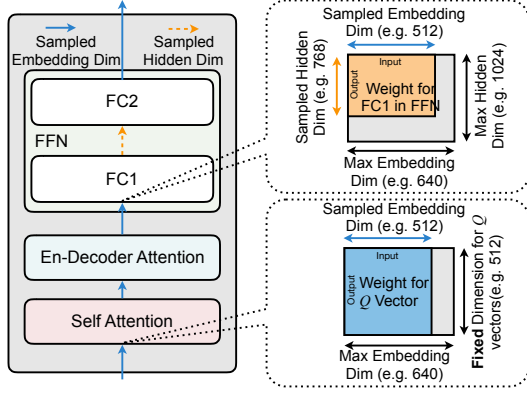 Sampled
Embedding Dim
Sampled
Hidden Dim
FC2
FFN
FC1
En-Decoder Attention
Self Attention
Sampled Embedding
Dim (e.g. 512)
Sampled Hidden
Dim (e.g. 768)
Input
Output
Weight for
FC1 in FFN
Max Hidden
Dim (e.g. 1024)
Max Embedding
Dim (e.g. 640)
Sampled Embedding
Dim (e.g. 512)
Input
Output
Weight for
Q Vector
Fixed Dimension for Q
vectors(e.g. 512)
Max Embedding
Dim (e.g. 640)